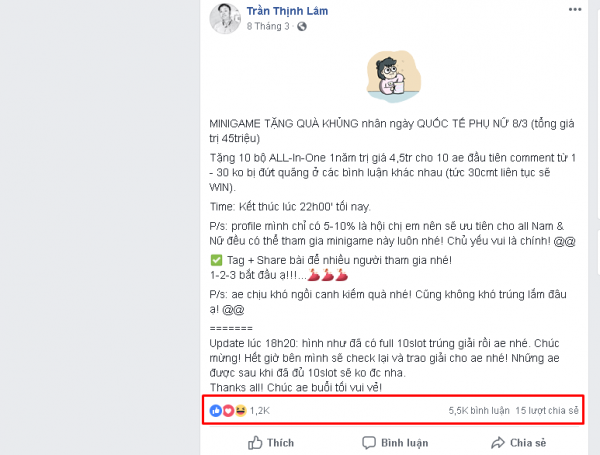 Trần Thịnh Lâm
8 Tháng 3
MINIGAME TẶNG QUÀ KHỦNG nhân ngày QUỐC TẾ PHỤ NỮ 8/3 (tổng giá
trị 45triệu)
Tặng 10 bộ ALL-In-One 1năm trị giá 4,5tr cho 10 ae đầu tiên comment từ 1
- 30 ko bị đứt quãng ở các bình luận khác nhau (tức 30cmt liên tục sẽ
WIN).
Time: Kết thúc lúc 22h00' tối nay.
P/s: profile mình chỉ có 5-10% là hội chị em nên sẽ ưu tiên cho all Nam &
Nữ đều có thể tham gia minigame này luôn nhé! Chủ yếu vui là chính! @@
✅ Tag + Share bài để nhiều người tham gia nhé!
1-2-3 bắt đầu ạ!!!...💃💃💃
P/s: ae chịu khó ngồi canh kiếm quà nhé! Cũng không khó trúng lắm đâu
ạ! @@
=======
Update lúc 18h20: hình như đã có full 10slot trúng giải rồi ae nhé. Chúc
mừng! Hết giờ bên mình sẽ check lại và trao giải cho ae nhé! Những ae
được sau khi đã đủ 10slot sẽ ko đc nha.
Thanks all! Chúc ae buổi tối vui vẻ!
1,2K 5,5K bình luận 15 lượt chia sẻ
Thích Bình luận Chia sẻ